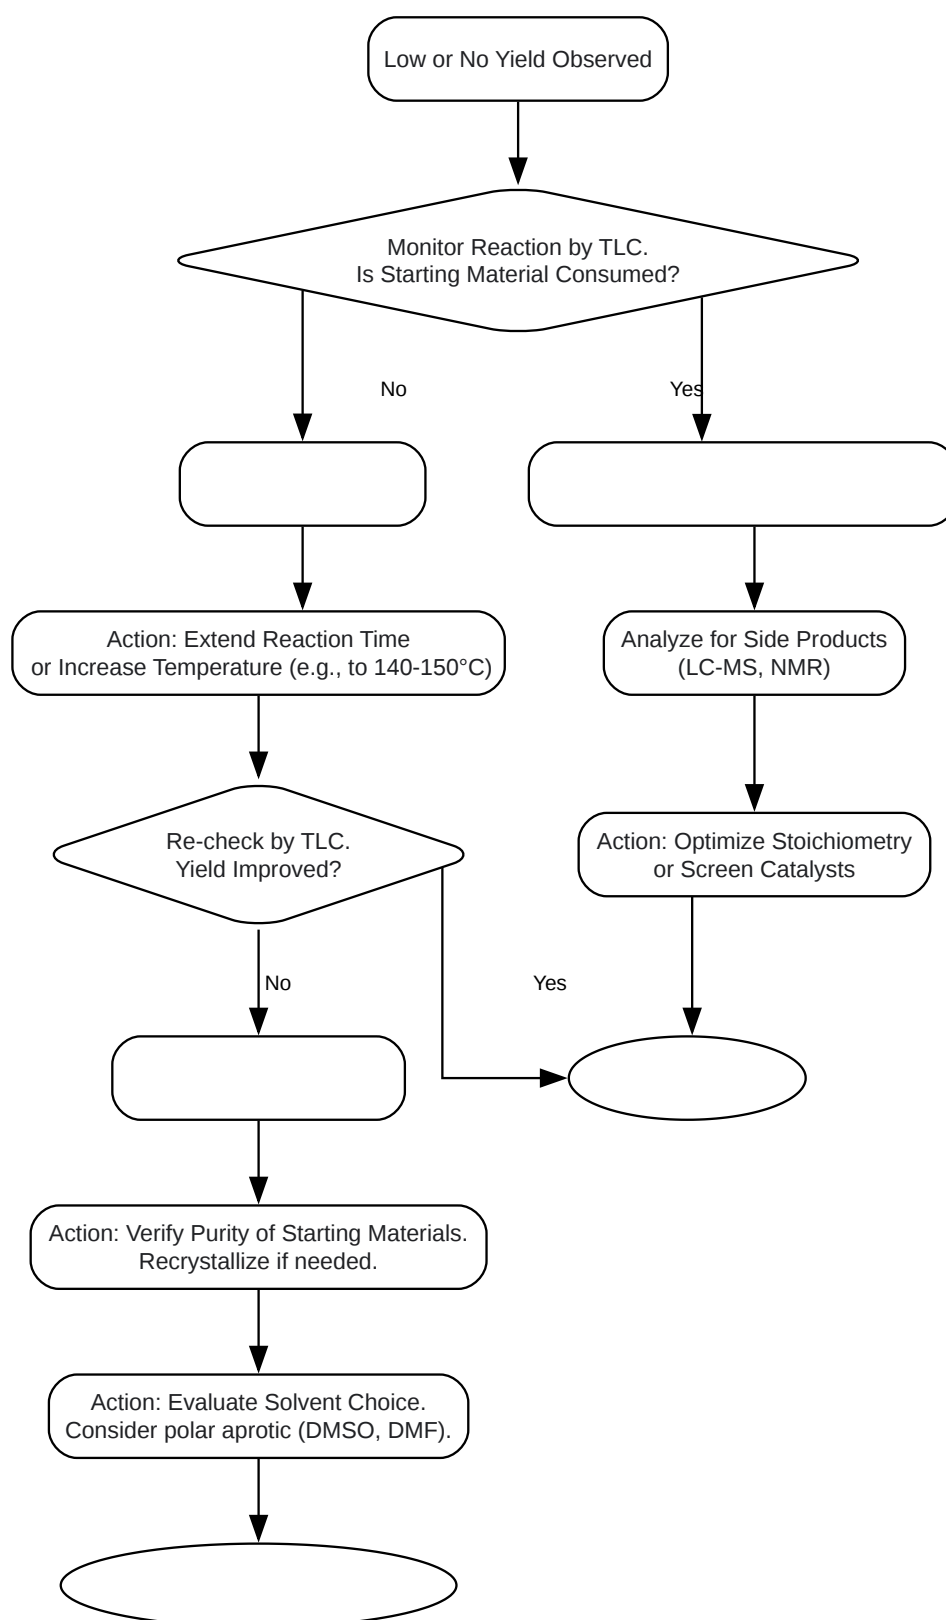 Low or No Yield Observed
Monitor Reaction by TLC.
Is Starting Material Consumed?
No
Yes
Action: Extend Reaction Time
or Increase Temperature (e.g., to 140-150°C)
Analyze for Side Products
(LC-MS, NMR)
Re-check by TLC.
Yield Improved?
Action: Optimize Stoichiometry
or Screen Catalysts
No
Yes
Action: Verify Purity of Starting Materials.
Recrystallize if needed.
Action: Evaluate Solvent Choice.
Consider polar aprotic (DMSO, DMF).